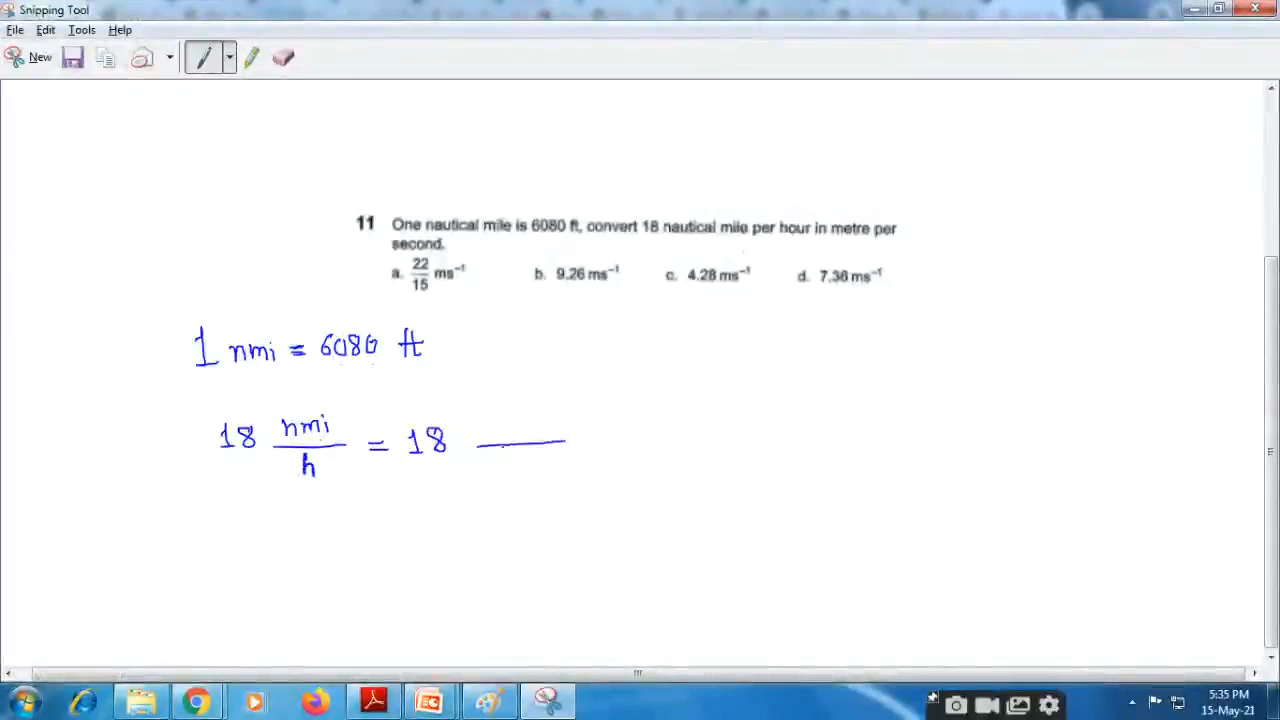 Snipping Tool
File Edit Tools Help
New
11 One nautical mile is 6080 ft, convert 18 nautical mile per hour in metre per
second.
a. 22/15 ms⁻¹ b. 9.26 ms⁻¹ c. 4.28 ms⁻¹ d. 7.36 ms⁻¹
1 nmi = 6080 ft
18 nmi/h = 18
5:35 PM
15-May-21